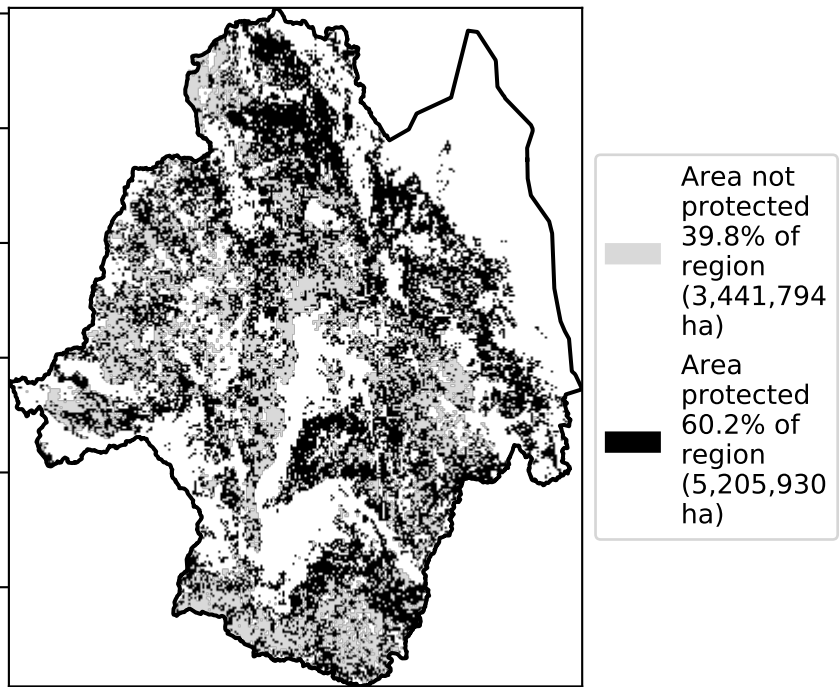 Area not
protected
39.8% of
region
(3,441,794
ha)
Area
protected
60.2% of
region
(5,205,930
ha)